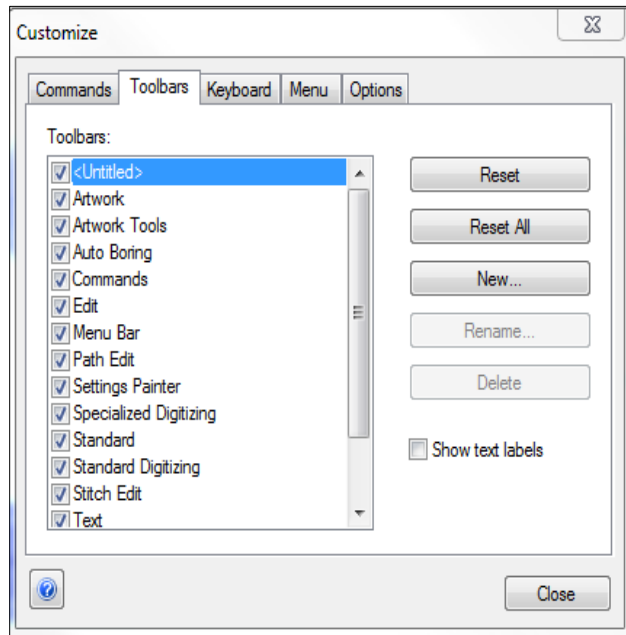 Customize
Commands Toolbars Keyboard Menu Options
Toolbars:
<Untitled>
Artwork
Artwork Tools
Auto Boring
Commands
Edit
Menu Bar
Path Edit
Settings Painter
Specialized Digitizing
Standard
Standard Digitizing
Stitch Edit
Text
Reset
Reset All
New...
Rename...
Delete
Show text labels
?
Close